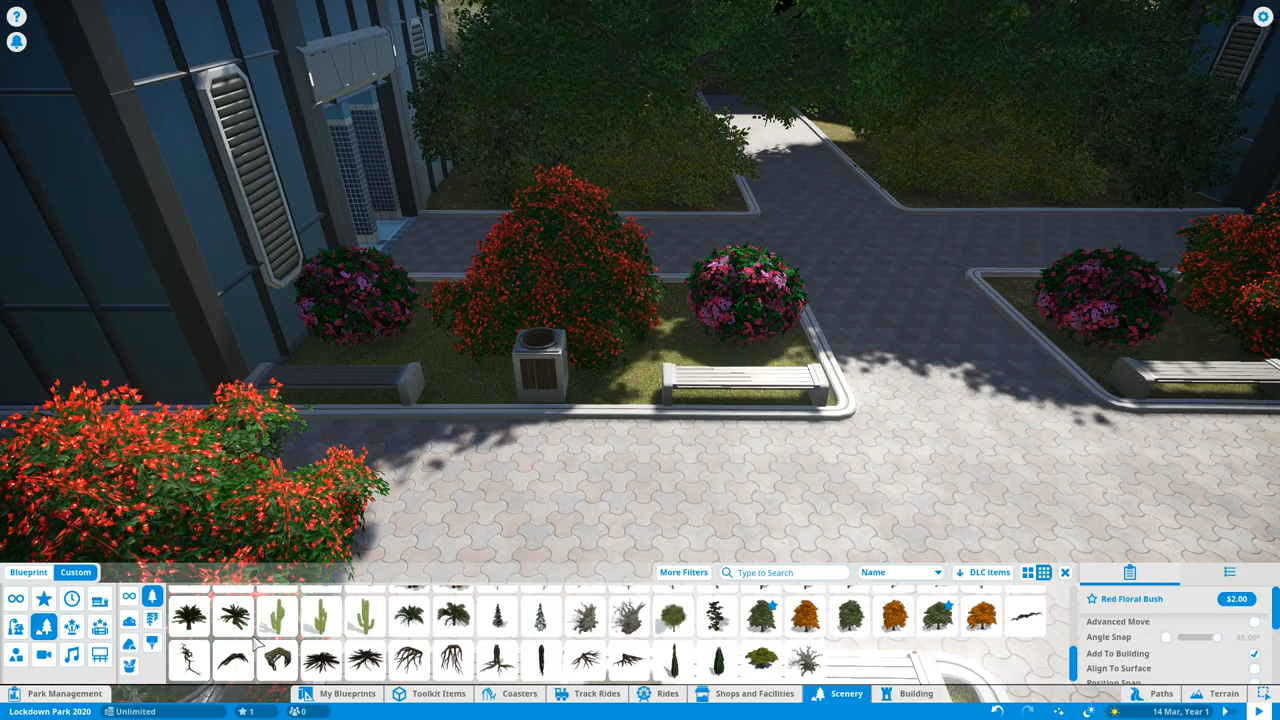 ?
Blueprint Custom More Filters Type to Search Name DLC items
Red Floral Bush $2.00
Advanced Move
Angle Snap 45.00°
Add To Building
Align To Surface
Park Management My Blueprints Toolkit Items Coasters Track Rides Rides Shops and Facilities Scenery Building Paths Terrain
Lockdown Park 2020 Unlimited 1 0 14 Mar, Year 1